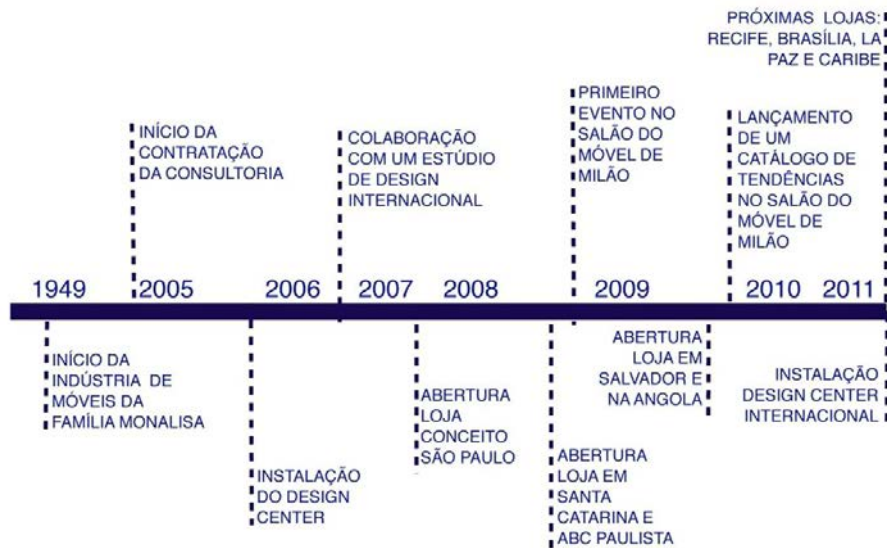 PRÓXIMAS LOJAS:
RECIFE, BRASÍLIA, LA
PAZ E CARIBE
PRIMEIRO
EVENTO NO
SALÃO DO
MÓVEL DE
MILÃO
LANÇAMENTO
DE UM
CATÁLOGO DE
TENDÊNCIAS
NO SALÃO DO
MÓVEL DE
MILÃO
INÍCIO DA
CONTRATAÇÃO
DA CONSULTORIA
COLABORAÇÃO
COM UM ESTÚDIO
DE DESIGN
INTERNACIONAL
1949 2005 2006 2007 2008 2009 2010 2011
INÍCIO DA
INDÚSTRIA DE
MÓVEIS DA
FAMÍLIA MONALISA
INSTALAÇÃO
DO DESIGN
CENTER
ABERTURA
LOJA
CONCEITO
SÃO PAULO
ABERTURA
LOJA EM
SANTA
CATARINA E
ABC PAULISTA
ABERTURA
LOJA EM
SALVADOR E
NA ANGOLA
INSTALAÇÃO
DESIGN CENTER
INTERNACIONAL